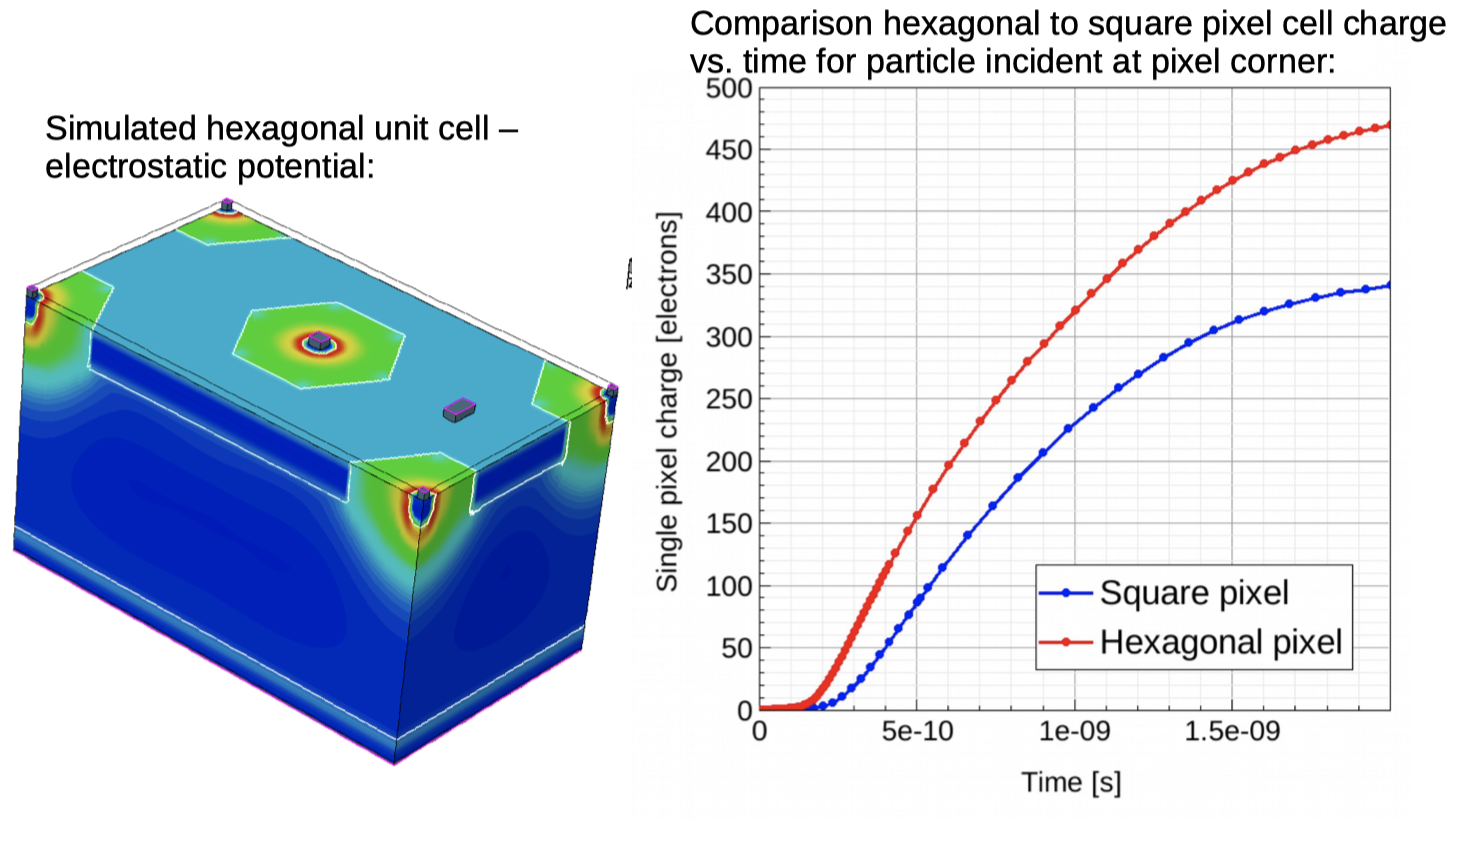 Comparison hexagonal to square pixel cell charge
vs. time for particle incident at pixel corner:
Simulated hexagonal unit cell –
electrostatic potential:
500
450
400
350
300
250
200
150
100
50
0
Single pixel charge [electrons]
Square pixel
Hexagonal pixel
0 5e-10 1e-09 1.5e-09
Time [s]